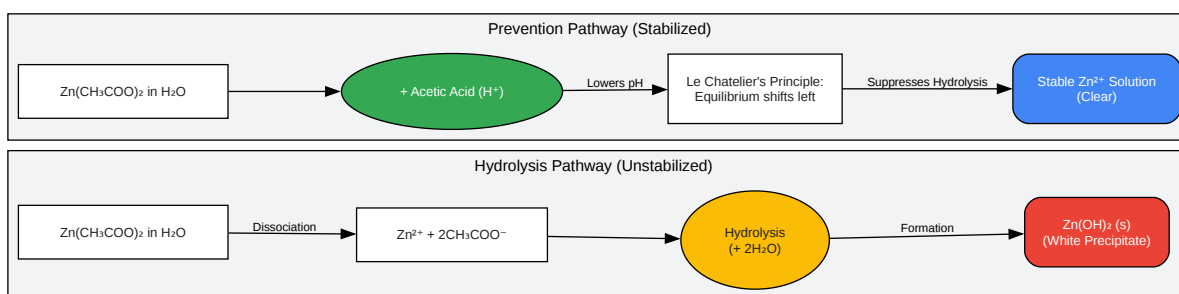 Prevention Pathway (Stabilized)
Zn(CH₃COO)₂ in H₂O
+ Acetic Acid (H⁺)
Lowers pH
Le Chatelier's Principle:
Equilibrium shifts left
Suppresses Hydrolysis
Stable Zn²⁺ Solution
(Clear)
Hydrolysis Pathway (Unstabilized)
Zn(CH₃COO)₂ in H₂O
Dissociation
Zn²⁺ + 2CH₃COO⁻
Hydrolysis
(+ 2H₂O)
Formation
Zn(OH)₂ (s)
(White Precipitate)